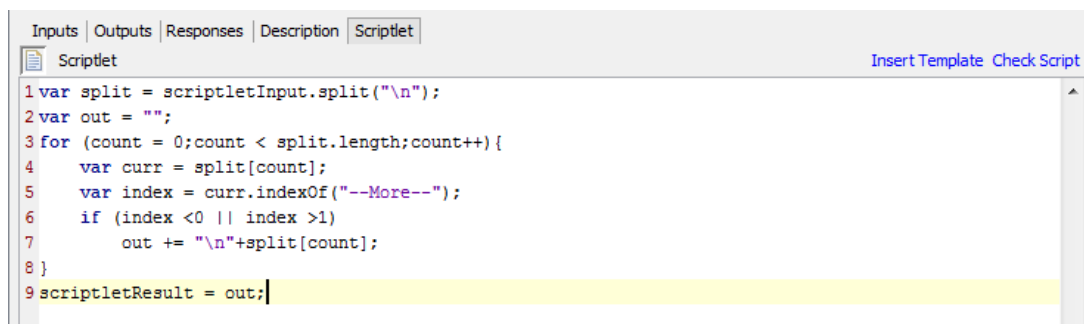 Inputs | Outputs | Responses | Description | Scriptlet
Scriptlet Insert Template Check Script
1 var split = scriptletInput.split("\n");
2 var out = "";
3 for (count = 0;count < split.length;count++){
4     var curr = split[count];
5     var index = curr.indexOf("--More--");
6     if (index <0 || index >1)
7         out += "\n"+split[count];
8 }
9 scriptletResult = out;